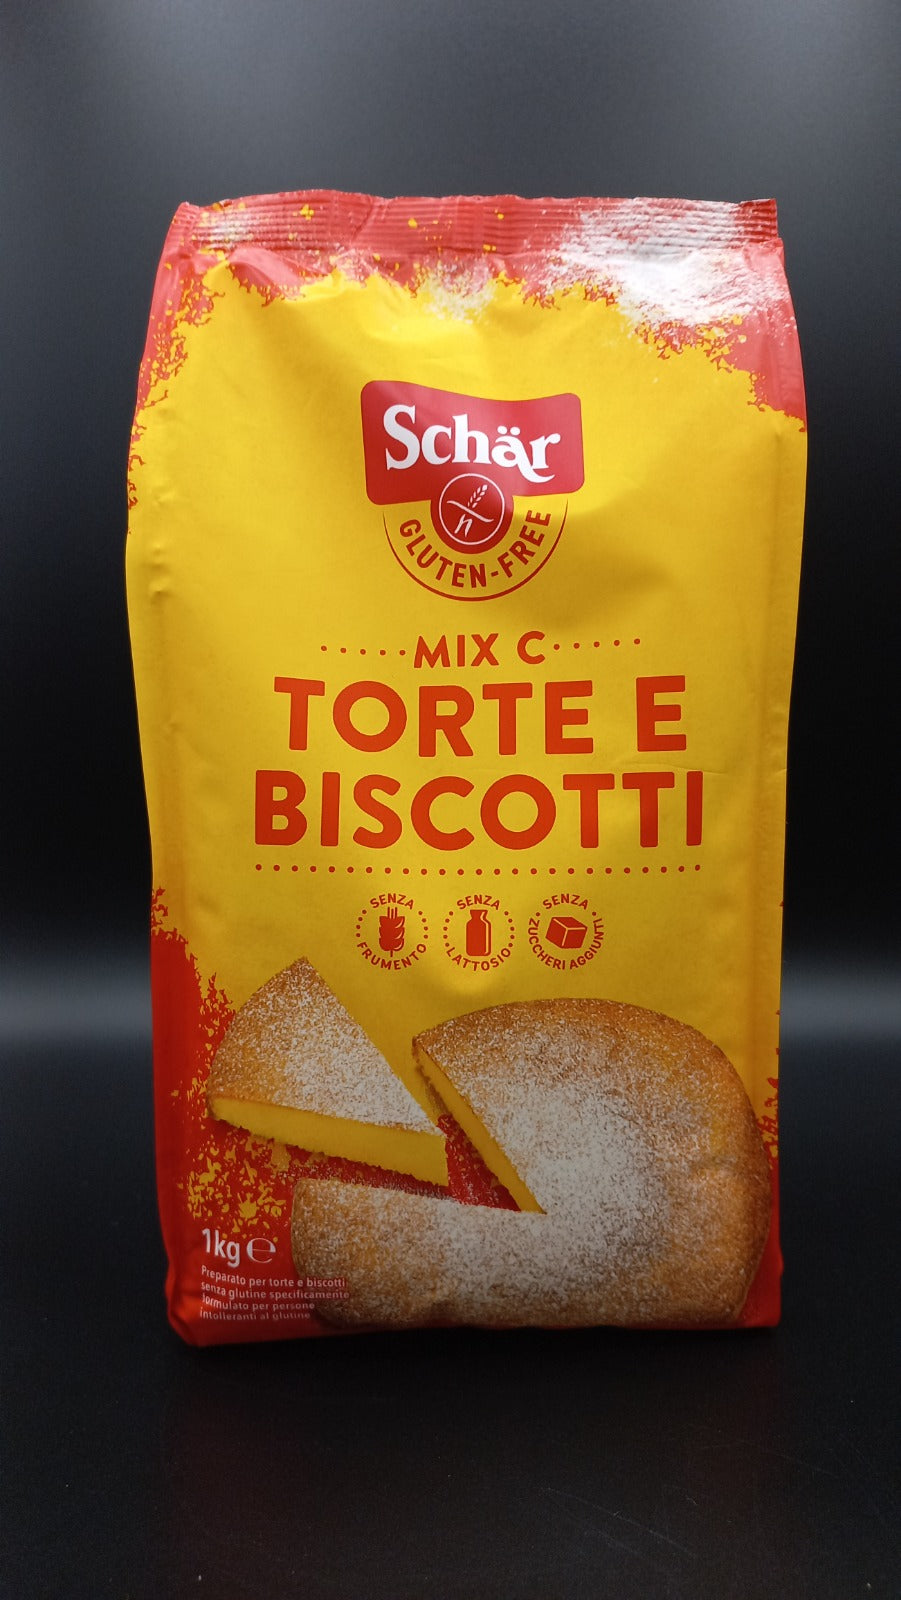 Schär
GLUTEN-FREE
MIX C
TORTE E
BISCOTTI
SENZA
FRUMENTO
SENZA
LATTOSIO
SENZA
ZUCCHERI AGGIUNTI
1kg ℮
Preparato per torte e biscotti
senza glutine specificamente
formulato per persone
intolleranti al glutine